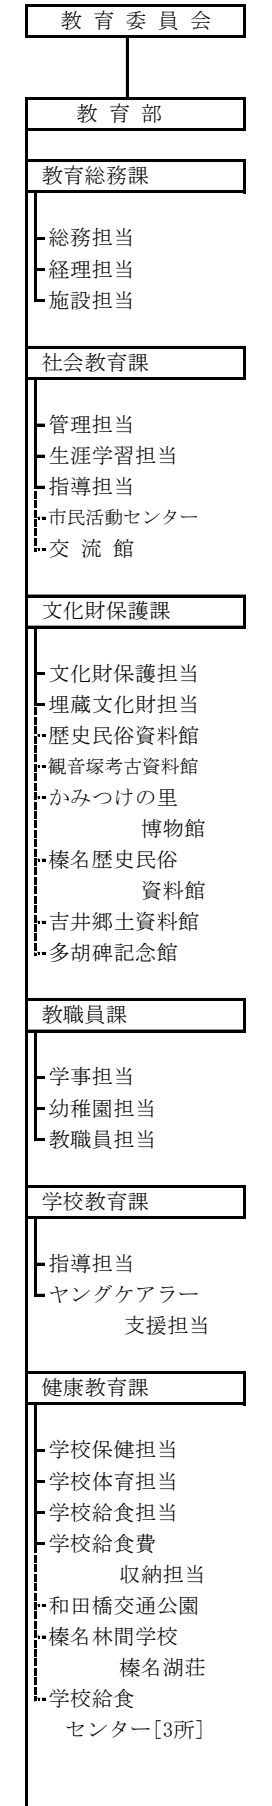 教育委員会
教育部
教育総務課
総務担当
経理担当
施設担当
社会教育課
管理担当
生涯学習担当
指導担当
市民活動センター
交流館
文化財保護課
文化財保護担当
埋蔵文化財担当
歴史民俗資料館
観音塚考古資料館
かみつけの里
博物館
榛名歴史民俗
資料館
吉井郷土資料館
多胡碑記念館
教職員課
学事担当
幼稚園担当
教職員担当
学校教育課
指導担当
ヤングケアラー
支援担当
健康教育課
学校保健担当
学校体育担当
学校給食担当
学校給食費
収納担当
和田橋交通公園
榛名林間学校
榛名湖荘
学校給食
センター[3所]